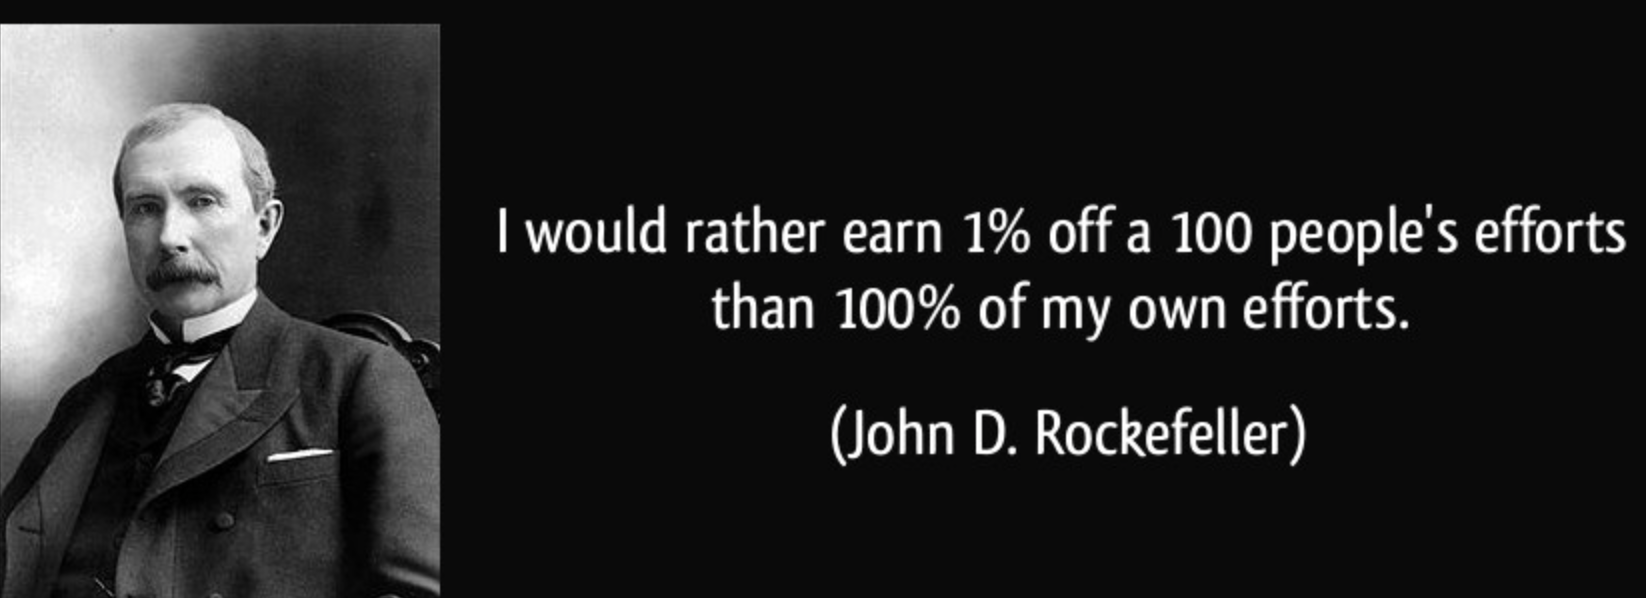 I would rather earn 1% off a 100 people's efforts
than 100% of my own efforts.
(John D. Rockefeller)